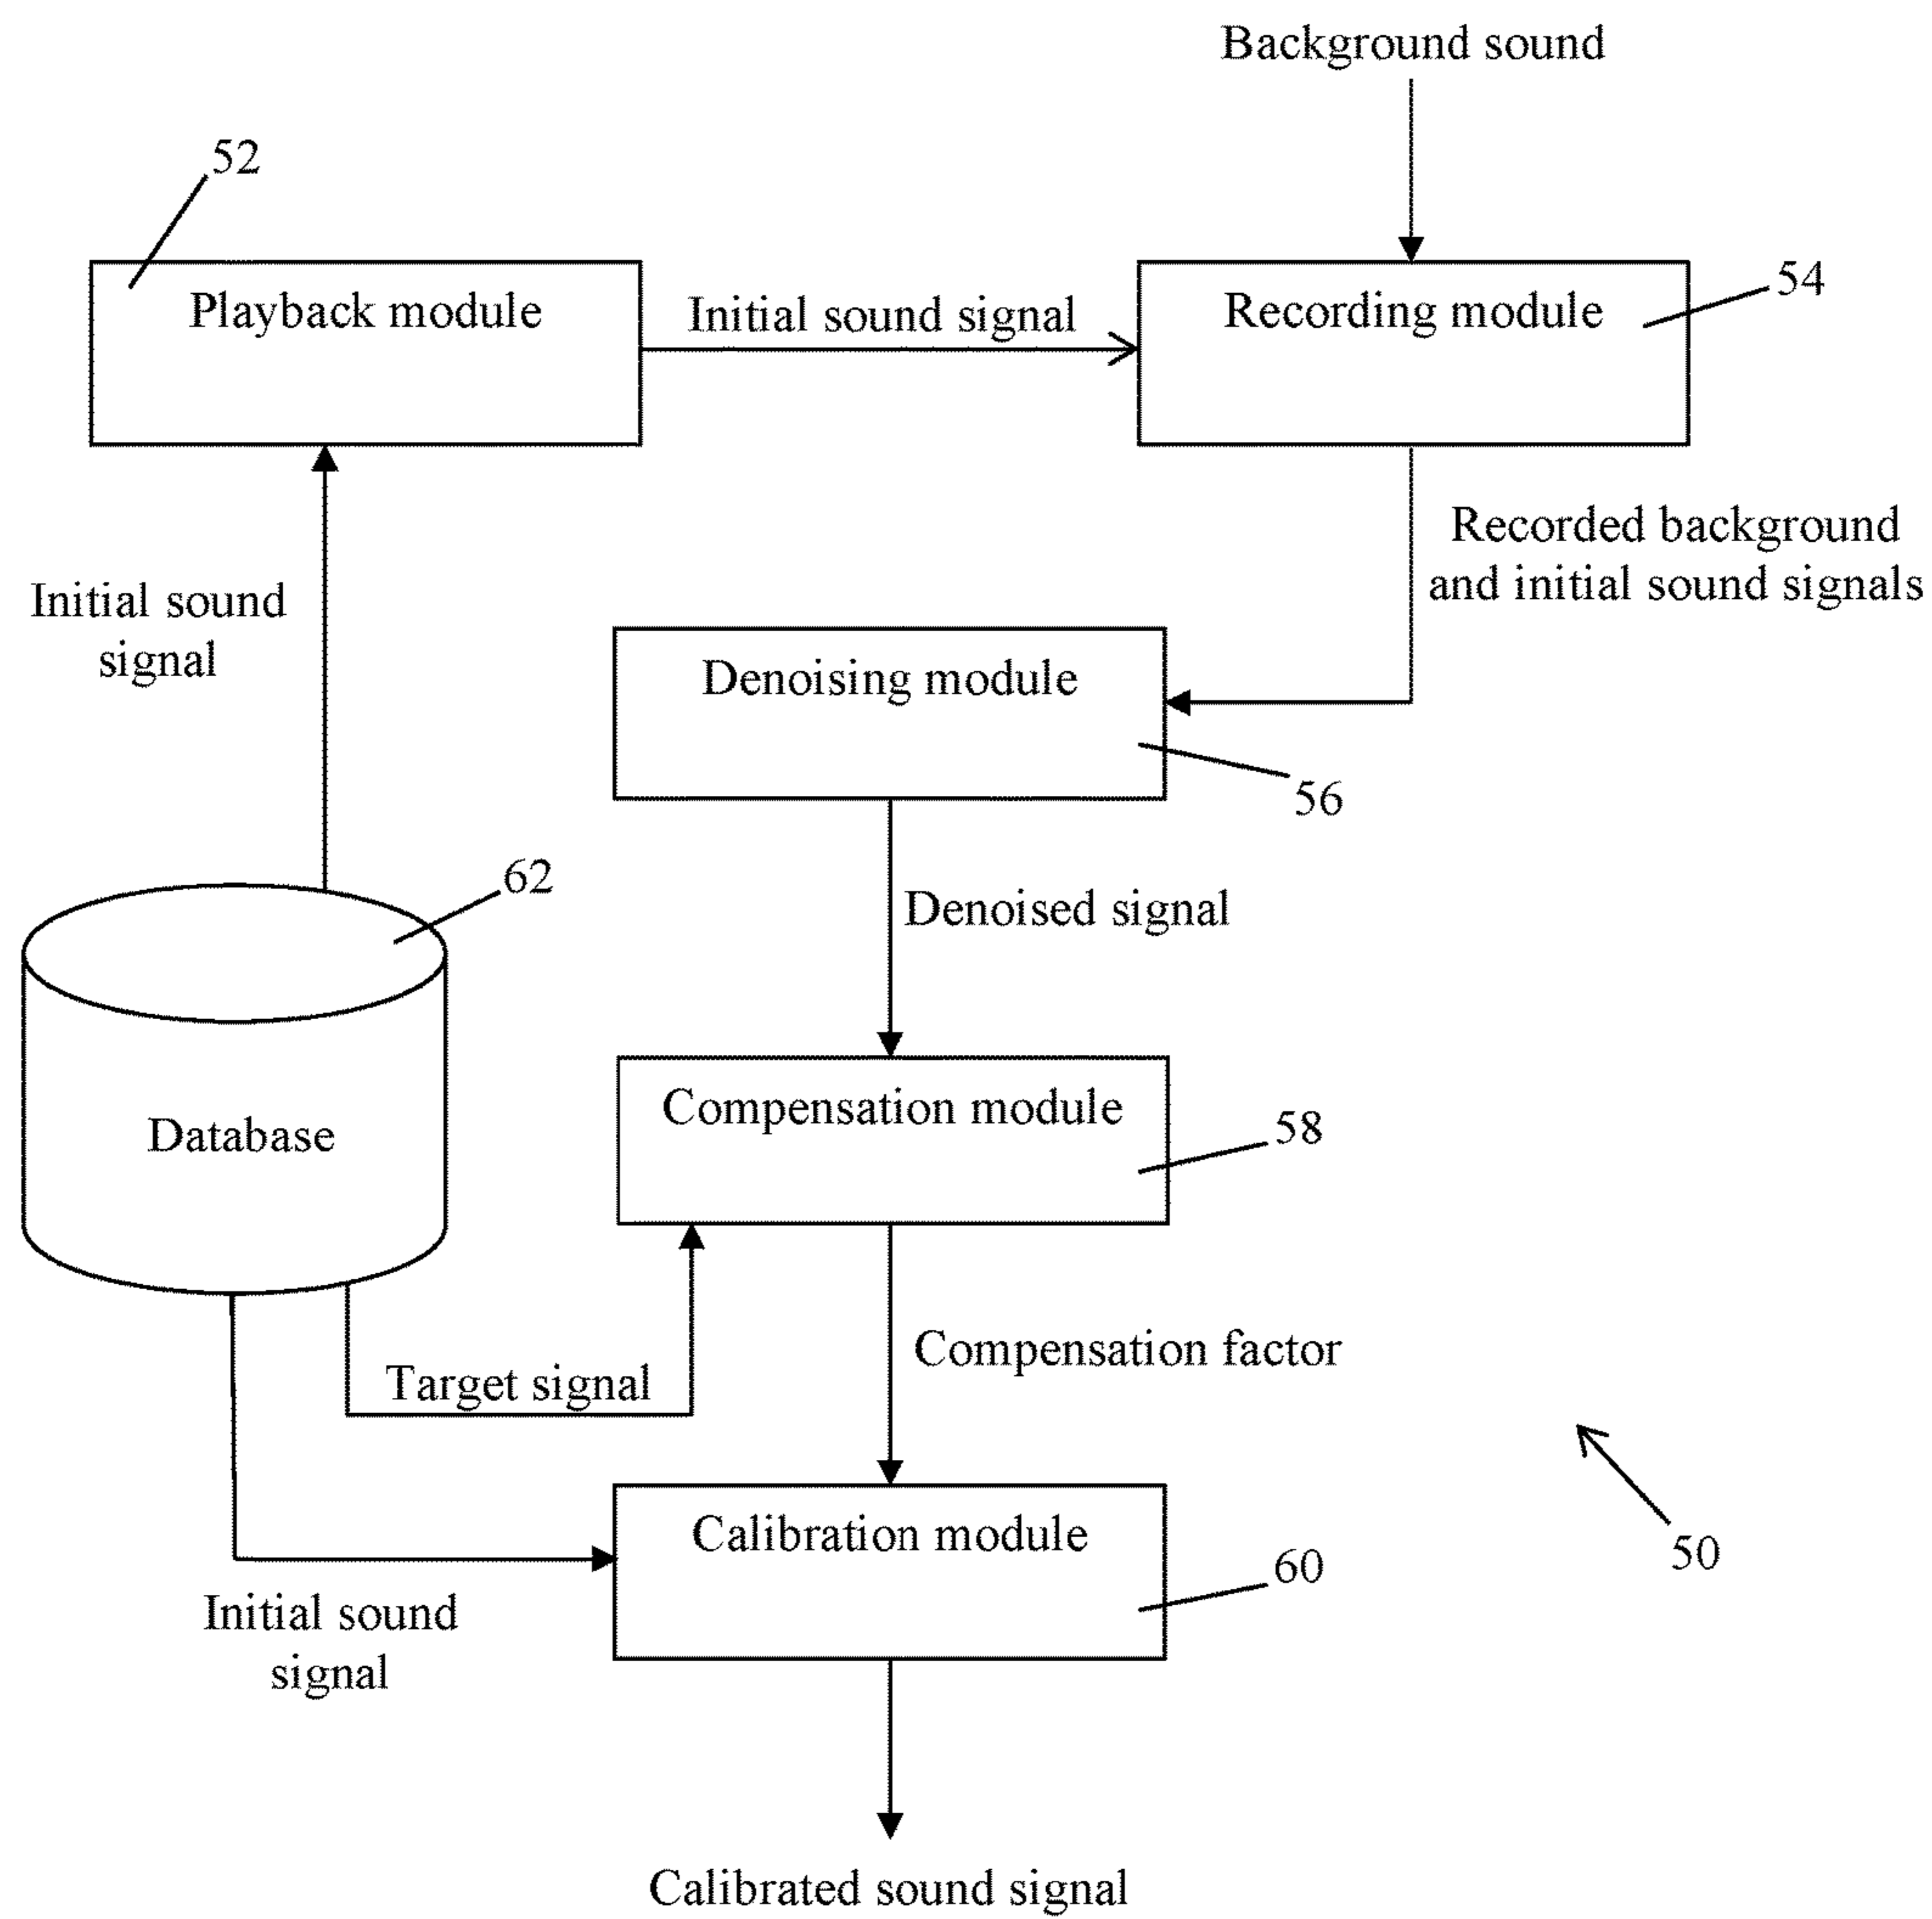 Background sound
52
Playback module
Initial sound signal
Recording module
54
Recorded background
and initial sound signals
Initial sound
signal
Denoising module
56
62
Denoised signal
Database
Compensation module
58
Target signal
Compensation factor
Calibration module
60
50
Initial sound
signal
Calibrated sound signal